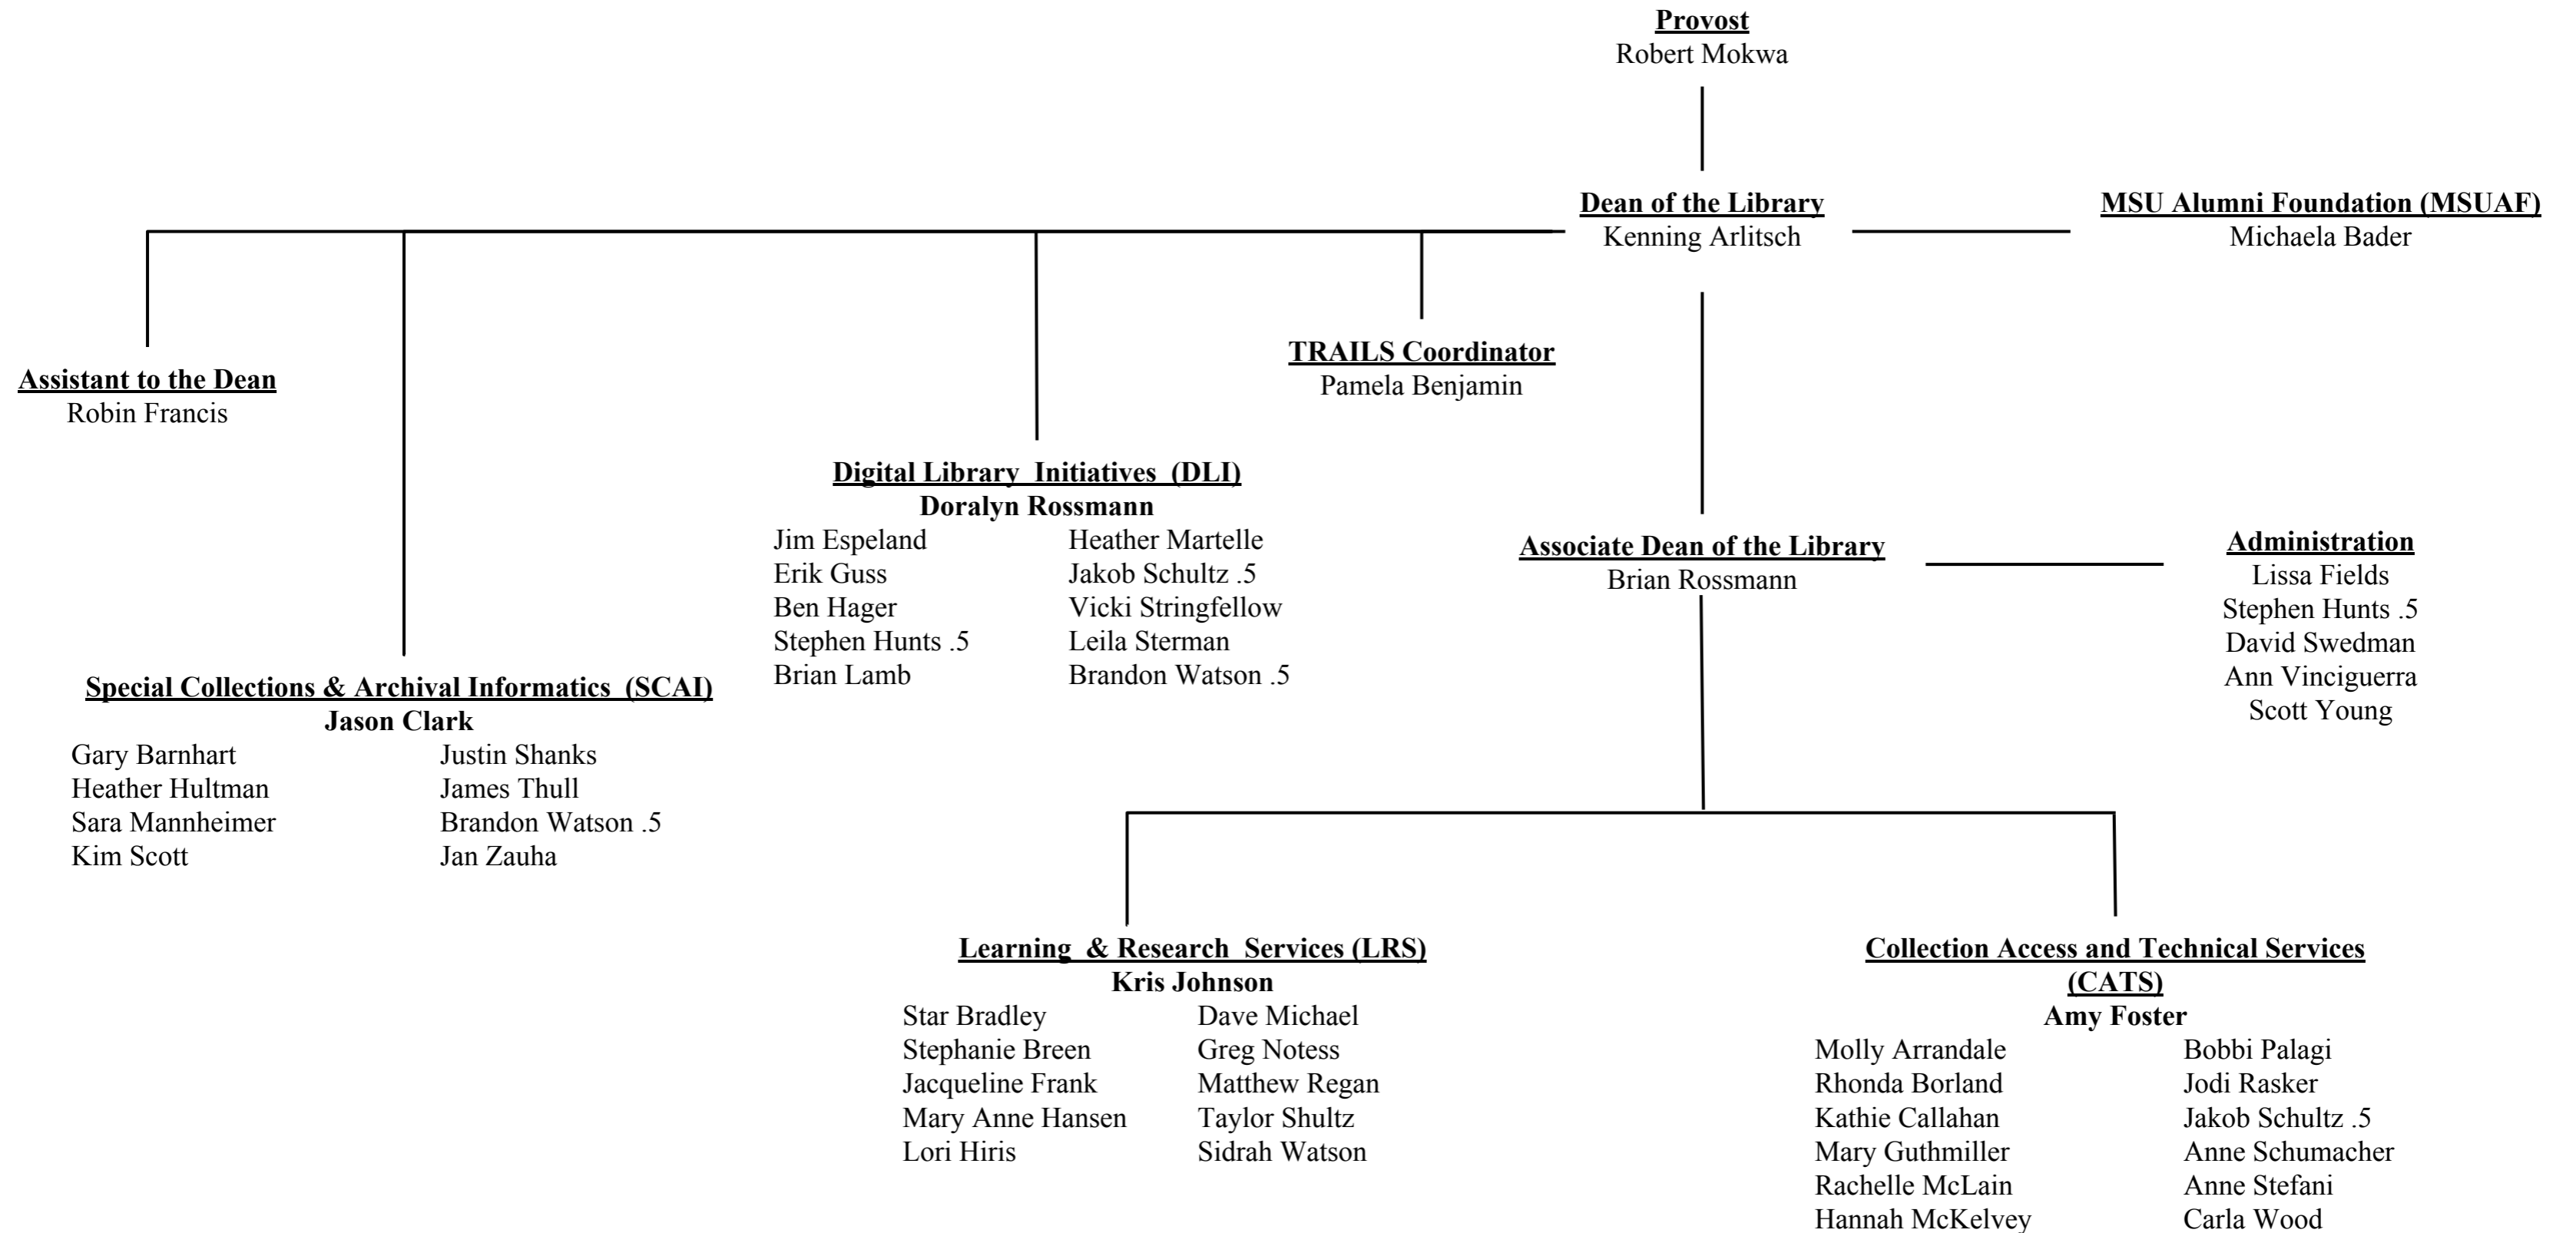 Provost
Robert Mokwa
Dean of the Library
Kenning Arlitsch
MSU Alumni Foundation (MSUAF)
Michaela Bader
Assistant to the Dean
Robin Francis
TRAILS Coordinator
Pamela Benjamin
Digital Library Initiatives (DLI)
Doralyn Rossmann
Jim Espeland Heather Martelle
Erik Guss Jakob Schultz .5
Ben Hager Vicki Stringfellow
Stephen Hunts .5 Leila Sterman
Brian Lamb Brandon Watson .5
Associate Dean of the Library
Brian Rossmann
Administration
Lissa Fields
Stephen Hunts .5
David Swedman
Ann Vinciguerra
Scott Young
Special Collections & Archival Informatics (SCAI)
Jason Clark
Gary Barnhart Justin Shanks
Heather Hultman James Thull
Sara Mannheimer Brandon Watson .5
Kim Scott Jan Zauha
Learning & Research Services (LRS)
Kris Johnson
Star Bradley Dave Michael
Stephanie Breen Greg Notess
Jacqueline Frank Matthew Regan
Mary Anne Hansen Taylor Shultz
Lori Hiris Sidrah Watson
Collection Access and Technical Services
(CATS)
Amy Foster
Molly Arrandale Bobbi Palagi
Rhonda Borland Jodi Rasker
Kathie Callahan Jakob Schultz .5
Mary Guthmiller Anne Schumacher
Rachelle McLain Anne Stefani
Hannah McKelvey Carla Wood